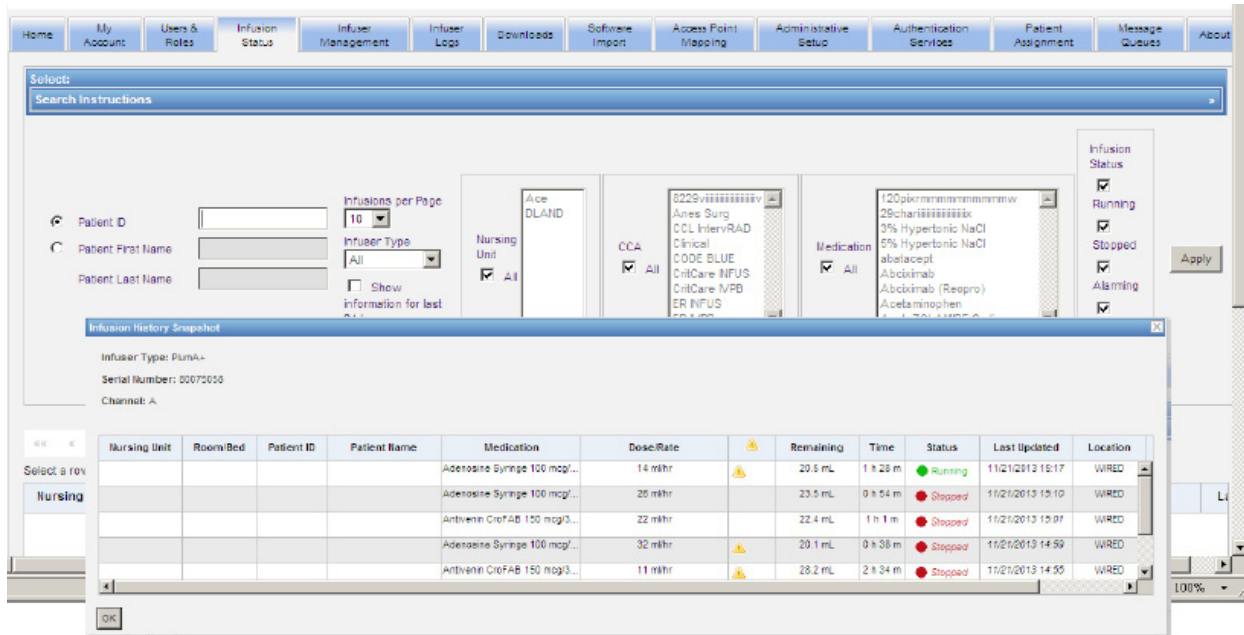 Home
My Account
Users & Roles
Infusion Status
Infuser Management
Infuser Logs
Downloads
Software Import
Access Point Mapping
Administrative Setup
Authentication Services
Patient Assignment
Message Queues
About
Select:
Search Instructions »
Patient ID
Patient First Name
Patient Last Name
Infusions per Page
10
Infuser Type
All
Show
information for last
Nursing Unit
All
Ace
DLAND
CCA
All
Anes Surg
CCL IntervRAD
Clinical
CODE BLUE
CritCare INFUS
CritCare IVPB
ER INFUS
Medication
All
3% Hypertonic NaCl
5% Hypertonic NaCl
abatacept
Abciximab
Abciximab (Reopro)
Acetaminophen
Infusion Status
Running
Stopped
Alarming
Apply
Infusion History Snapshot
Infuser Type: PlumA+
Serial Number:
Channel: A
Select a row
Nursing
Nursing Unit Room/Bed Patient ID Patient Name Medication Dose/Rate Remaining Time Status Last Updated Location
Adenosine Syringe 100 mcg/... 14 ml/hr 20.5 mL 1 h 28 m Running 11/21/2013 15:17 WIRED
Adenosine Syringe 100 mcg/... 26 ml/hr 23.5 mL 0 h 54 m Stopped 11/21/2013 15:10 WIRED
Antivenin CroFAB 150 mcg/3... 22 ml/hr 22.4 mL 1 h 1 m Stopped 11/21/2013 15:01 WIRED
Adenosine Syringe 100 mcg/... 32 ml/hr 20.1 mL 0 h 38 m Stopped 11/21/2013 14:59 WIRED
Antivenin CroFAB 150 mcg/3... 11 ml/hr 28.2 mL 2 h 34 m Stopped 11/21/2013 14:55 WIRED
OK
100%